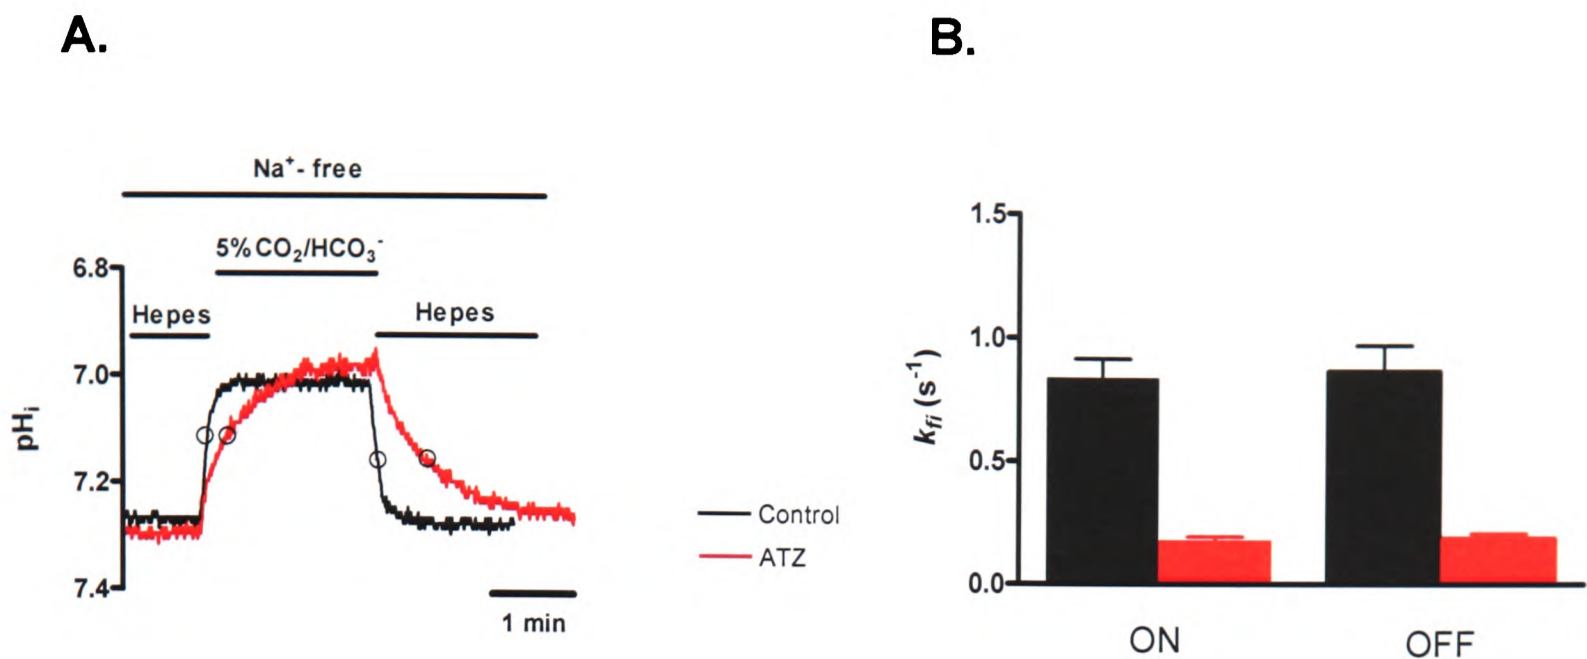 A.
Na⁺- free
5%CO₂/HCO₃⁻
Hepes
Hepes
6.8
7.0
7.2
7.4
pHᵢ
1 min
Control
ATZ
B.
1.5
1.0
0.5
0.0
k_fi (s⁻¹)
ON
OFF